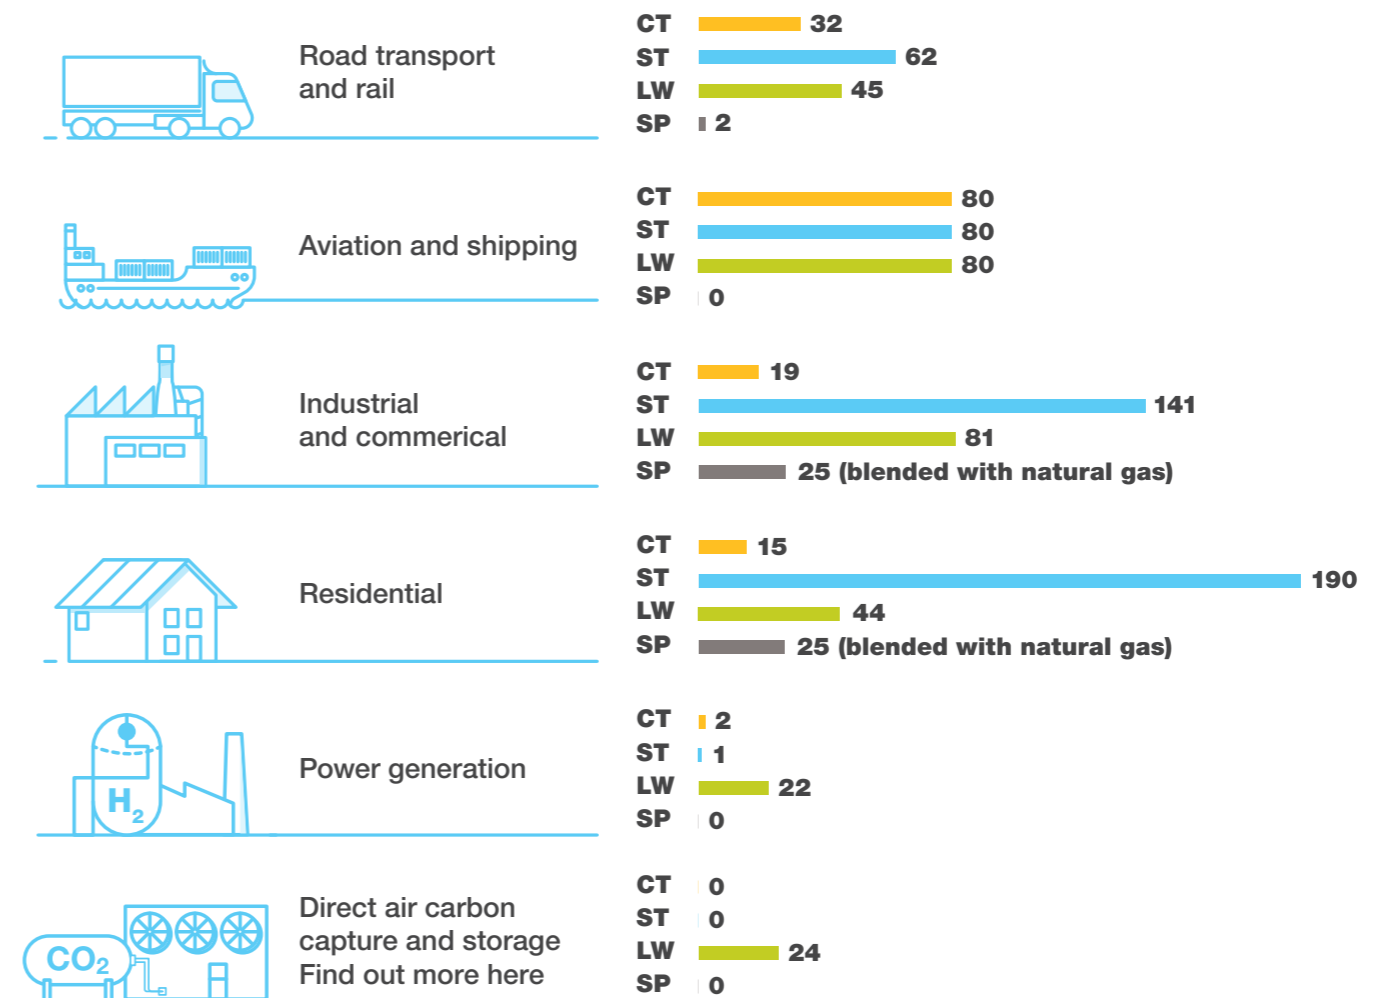 Road transport
and rail
CT 32
ST 62
LW 45
SP 2
Aviation and shipping
CT 80
ST 80
LW 80
SP 0
Industrial
and commerical
CT 19
ST 141
LW 81
SP 25 (blended with natural gas)
Residential
CT 15
ST 190
LW 44
SP 25 (blended with natural gas)
H2
Power generation
CT 2
ST 1
LW 22
SP 0
CO2
Direct air carbon
capture and storage
Find out more here
CT 0
ST 0
LW 24
SP 0